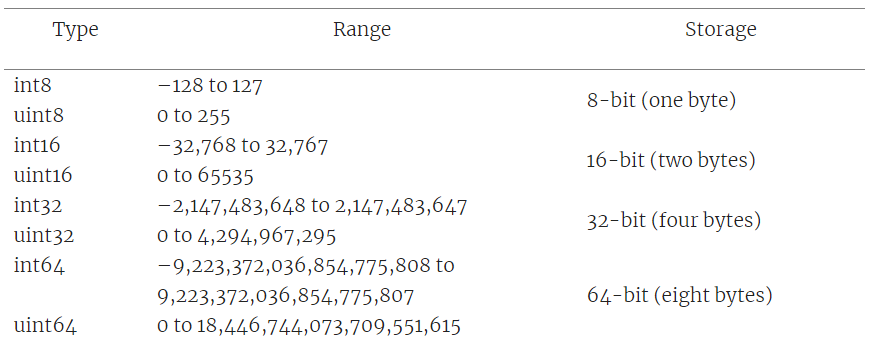 Type Range Storage
int8 −128 to 127
8-bit (one byte)
uint8 0 to 255
int16 −32,768 to 32,767
16-bit (two bytes)
uint16 0 to 65535
int32 −2,147,483,648 to 2,147,483,647
32-bit (four bytes)
uint32 0 to 4,294,967,295
int64 −9,223,372,036,854,775,808 to
9,223,372,036,854,775,807
64-bit (eight bytes)
uint64 0 to 18,446,744,073,709,551,615